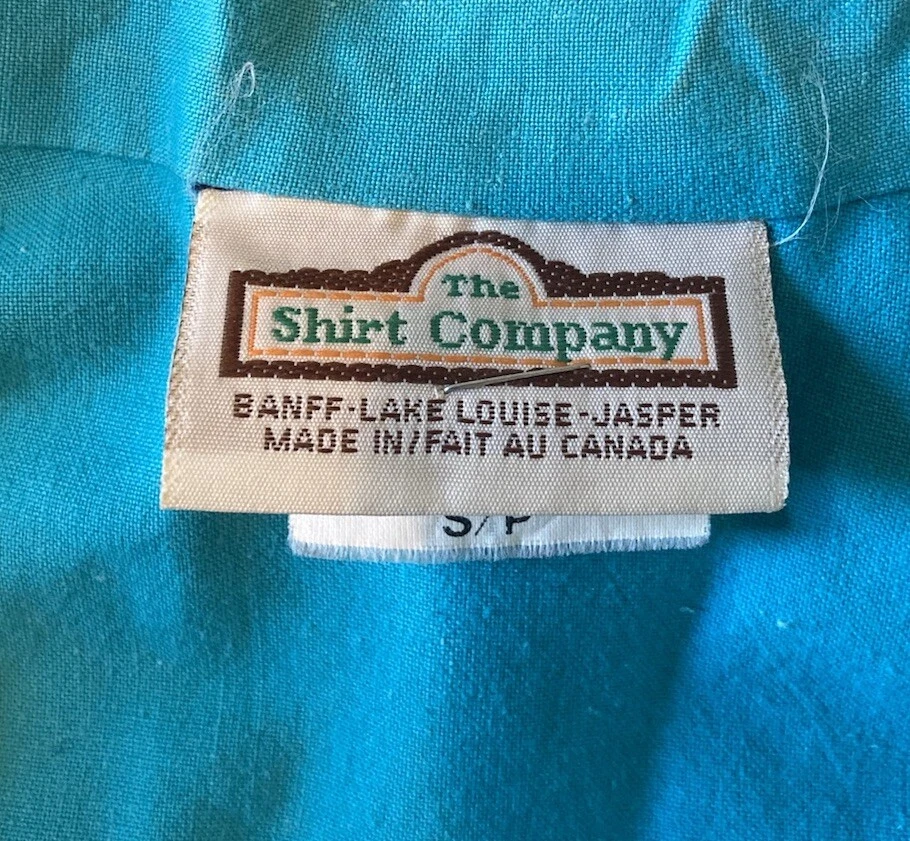 The
Shirt Company
BANFF-LAKE LOUISE-JASPER
MADE IN/FAIT AU CANADA
S/P